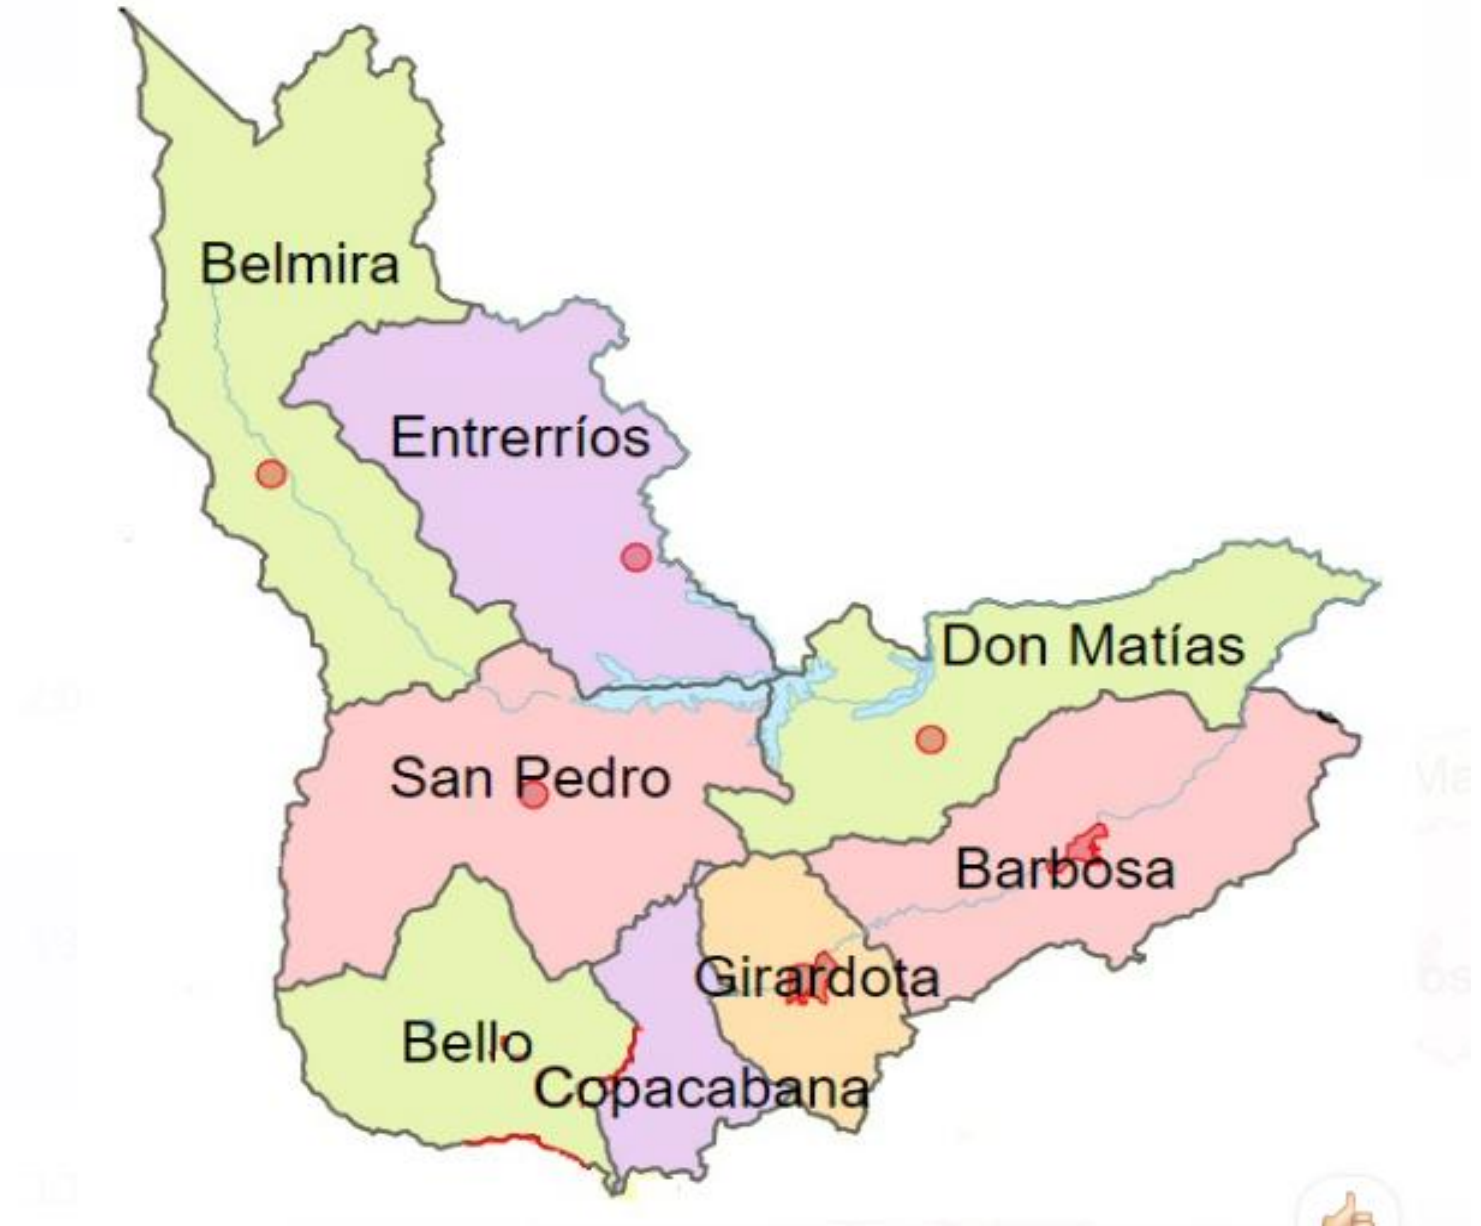 Belmira
Entrerríos
Don Matías
San Pedro
Barbosa
Girardota
Bello
Copacabana